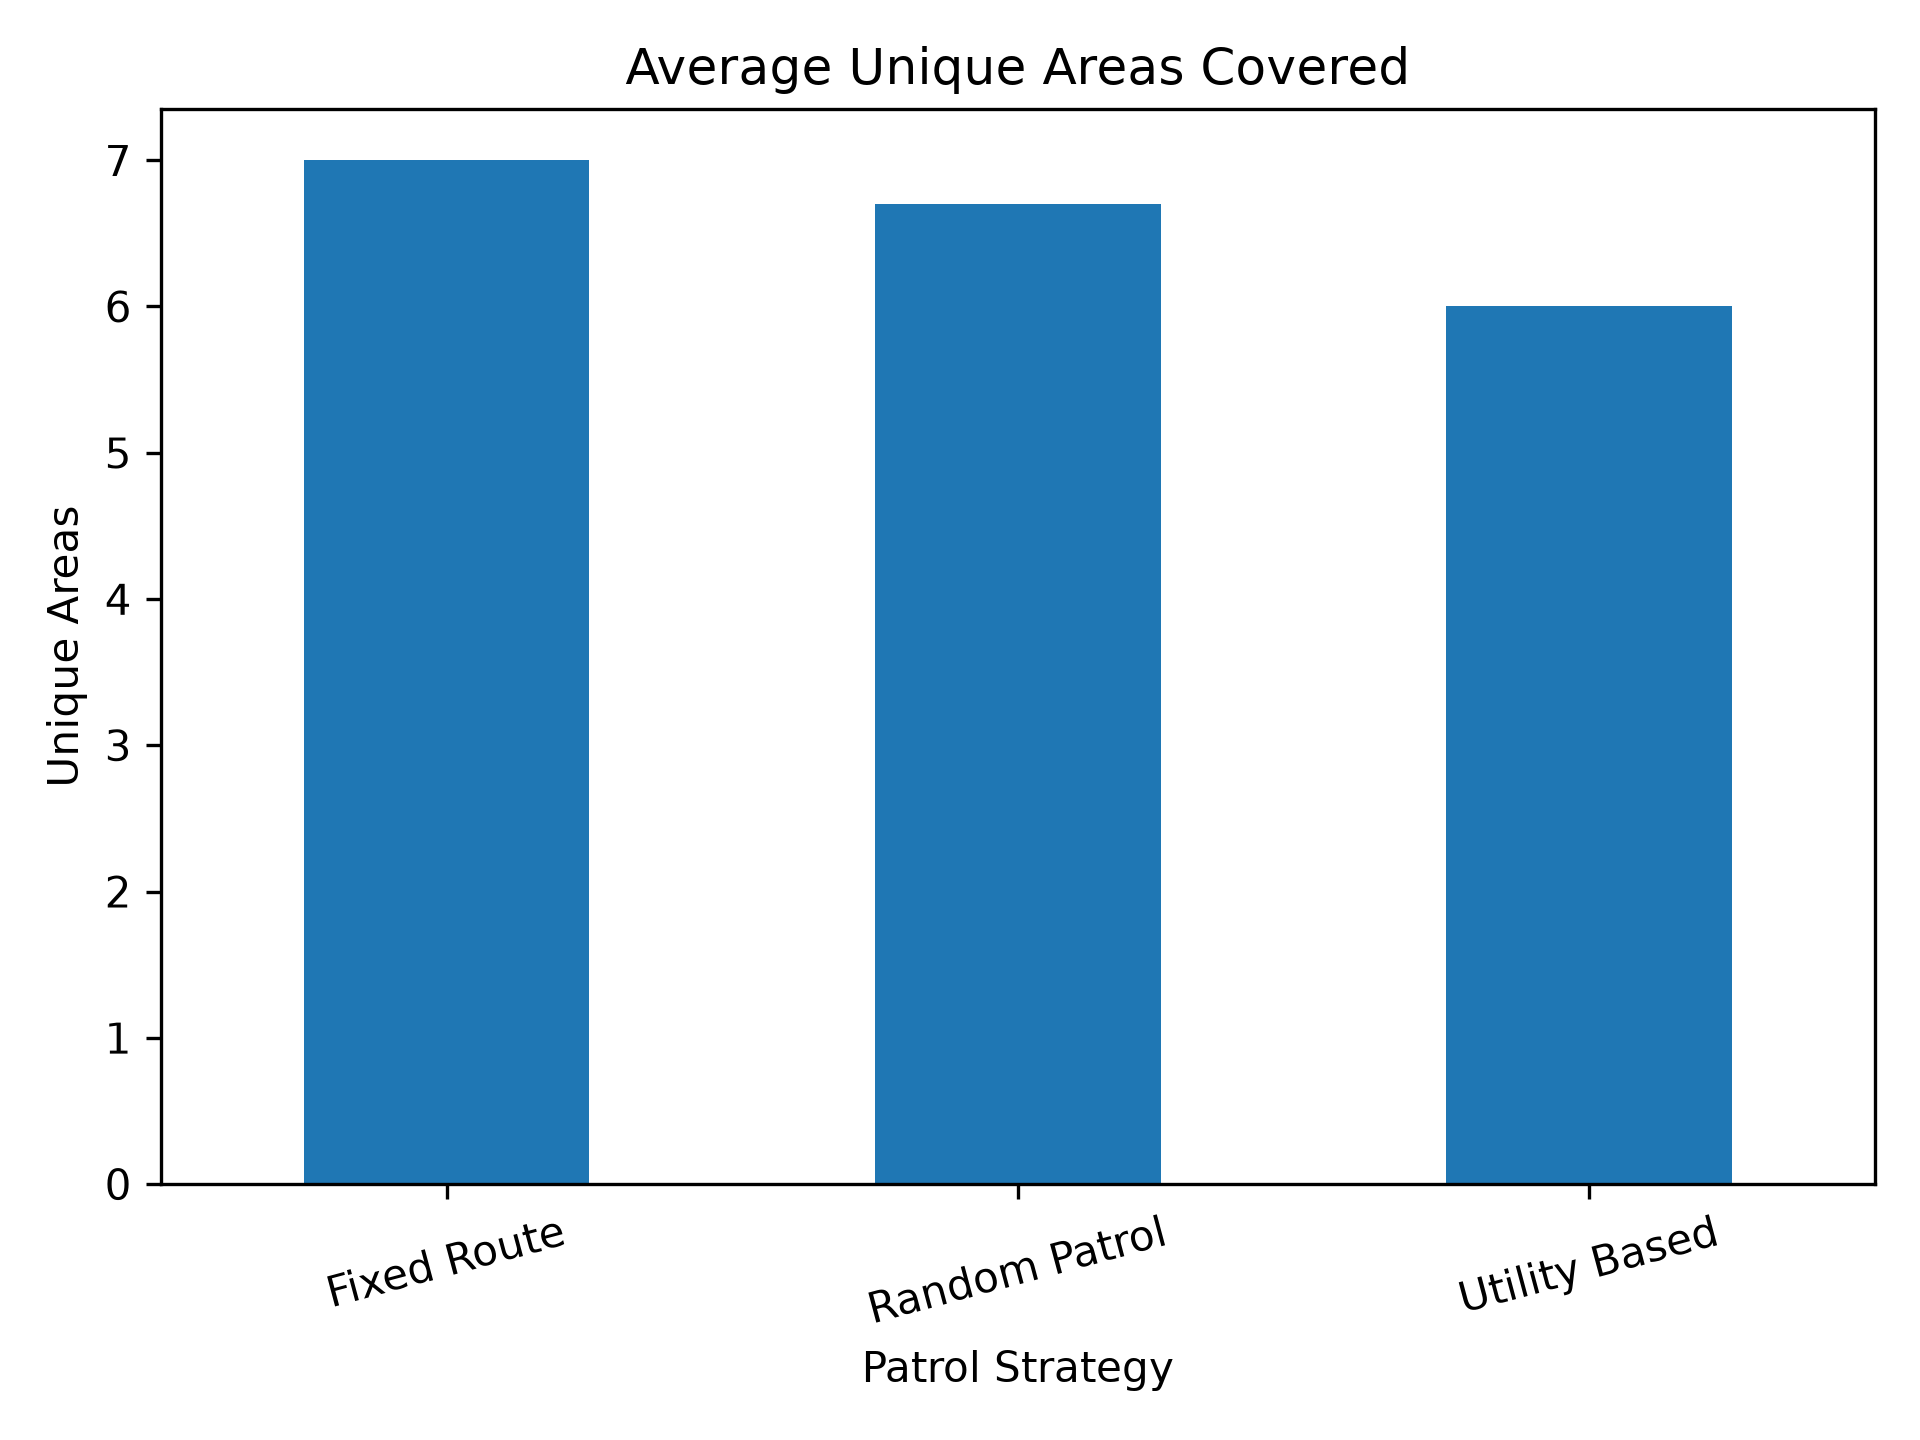 Average Unique Areas Covered
Unique Areas
7
6
5
4
3
2
1
0
Fixed Route
Random Patrol
Utility Based
Patrol Strategy